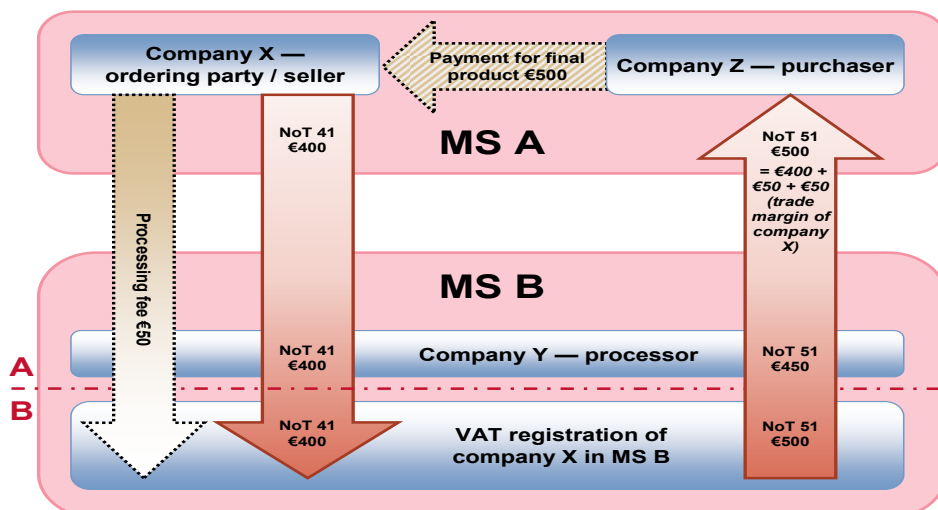 Company X —
ordering party / seller
Payment for final
product €500
Company Z — purchaser
NoT 41
€400
MS A
NoT 51
€500
= €400 +
€50 + €50
(trade
margin of
company
X)
Processing fee €50
MS B
NoT 41
€400
Company Y — processor
NoT 51
€450
A
B
NoT 41
€400
VAT registration of
company X in MS B
NoT 51
€500